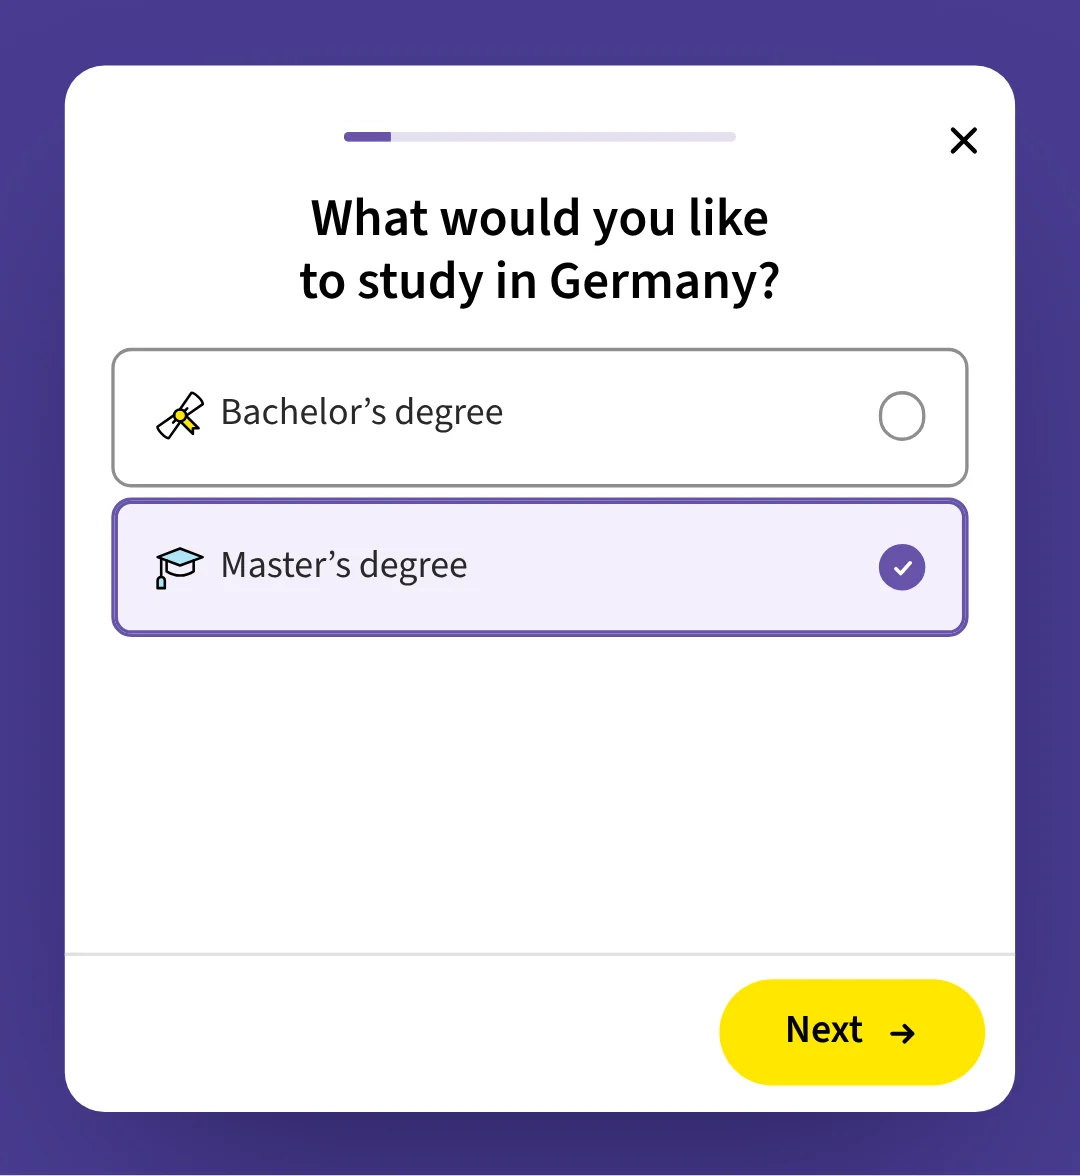 What would you like
to study in Germany?
Bachelor’s degree
Master’s degree
Next